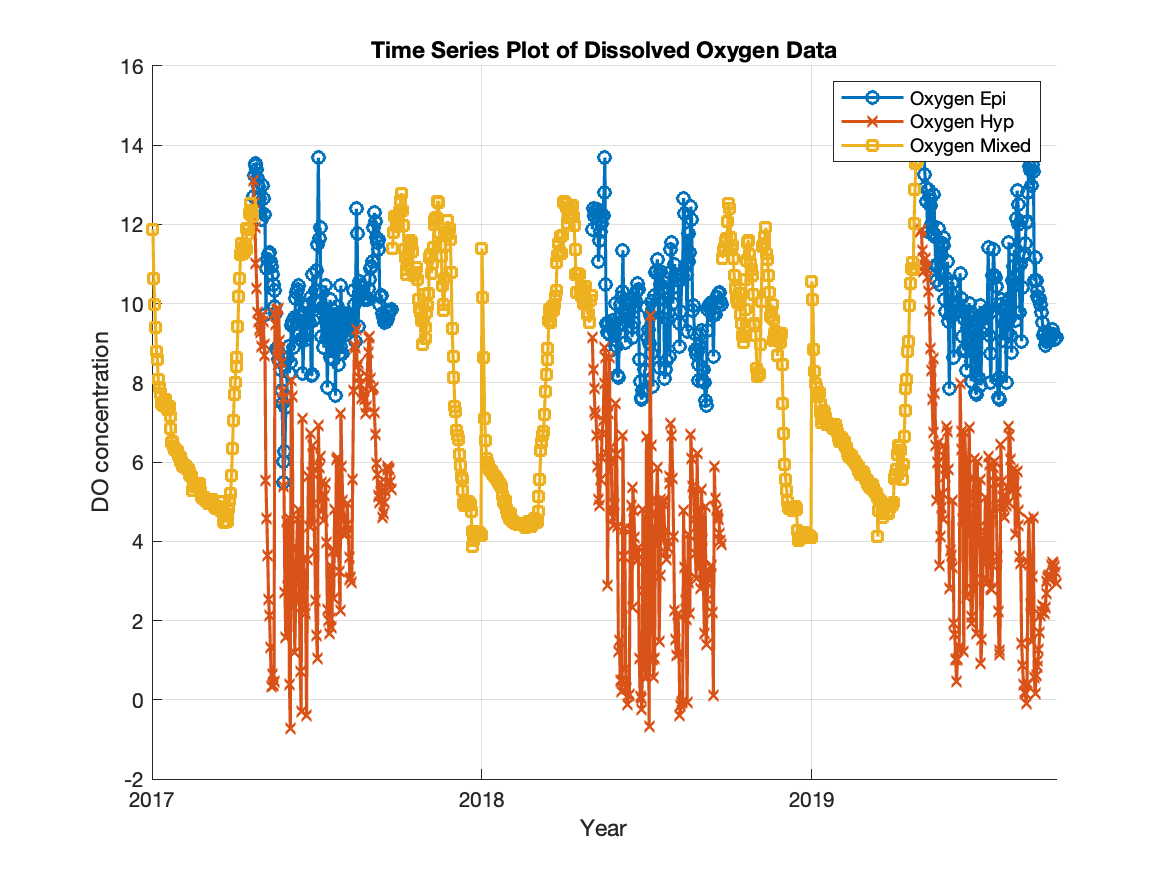 Time Series Plot of Dissolved Oxygen Data
16
14
12
10
8
6
4
2
0
-2
DO concentration
Oxygen Epi
Oxygen Hyp
Oxygen Mixed
2017
2018
2019
Year